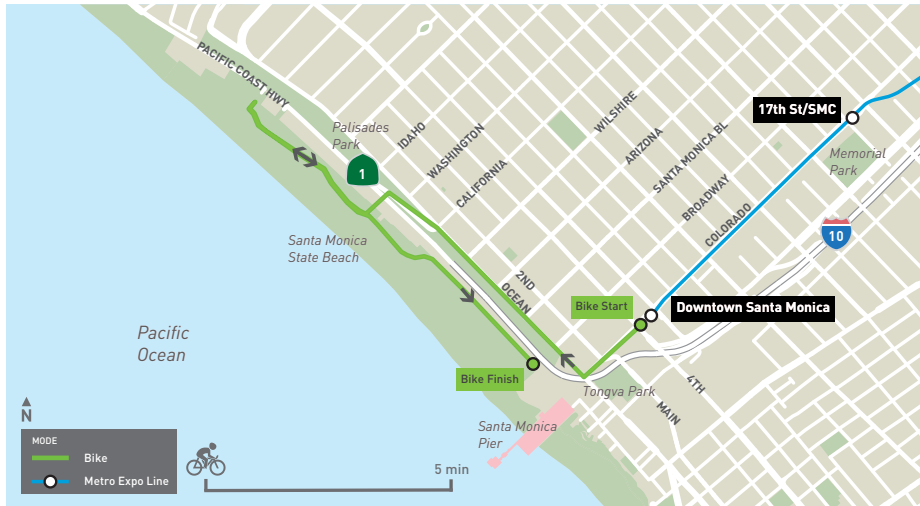 PACIFIC COAST HWY
Palisades
Park
1
IDAHO
WASHINGTON
CALIFORNIA
WILSHIRE
ARIZONA
SANTA MONICA BL
BROADWAY
COLORADO
17th St/SMC
Memorial
Park
10
Santa Monica
State Beach
2ND
OCEAN
Bike Start
Downtown Santa Monica
Pacific
Ocean
Bike Finish
Tongva Park
4TH
MAIN
Santa Monica
Pier
N
MODE
Bike
Metro Expo Line
5 min